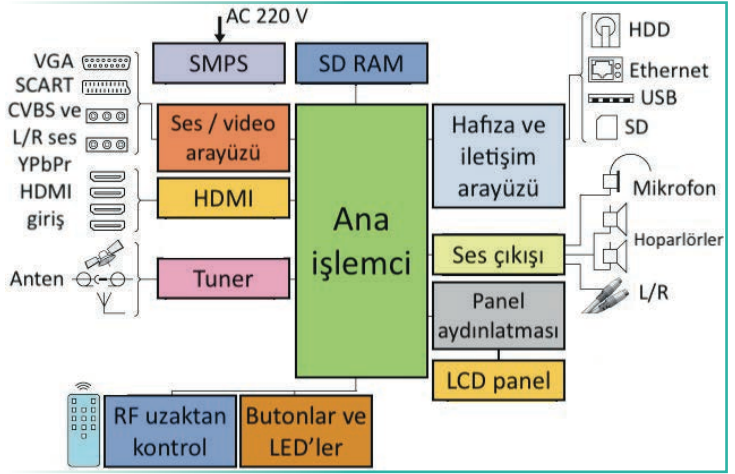 AC 220 V
SMPS
SD RAM
VGA
SCART
CVBS ve
L/R ses
YPbPr
HDMI
giriş
Anten
Ses / video
arayüzü
HDMI
Tuner
Ana
işlemci
Hafıza ve
iletişim
arayüzü
HDD
Ethernet
USB
SD
Ses çıkışı
Mikrofon
Hoparlörler
L/R
Panel
aydınlatması
LCD panel
RF uzaktan
kontrol
Butonlar ve
LED'ler